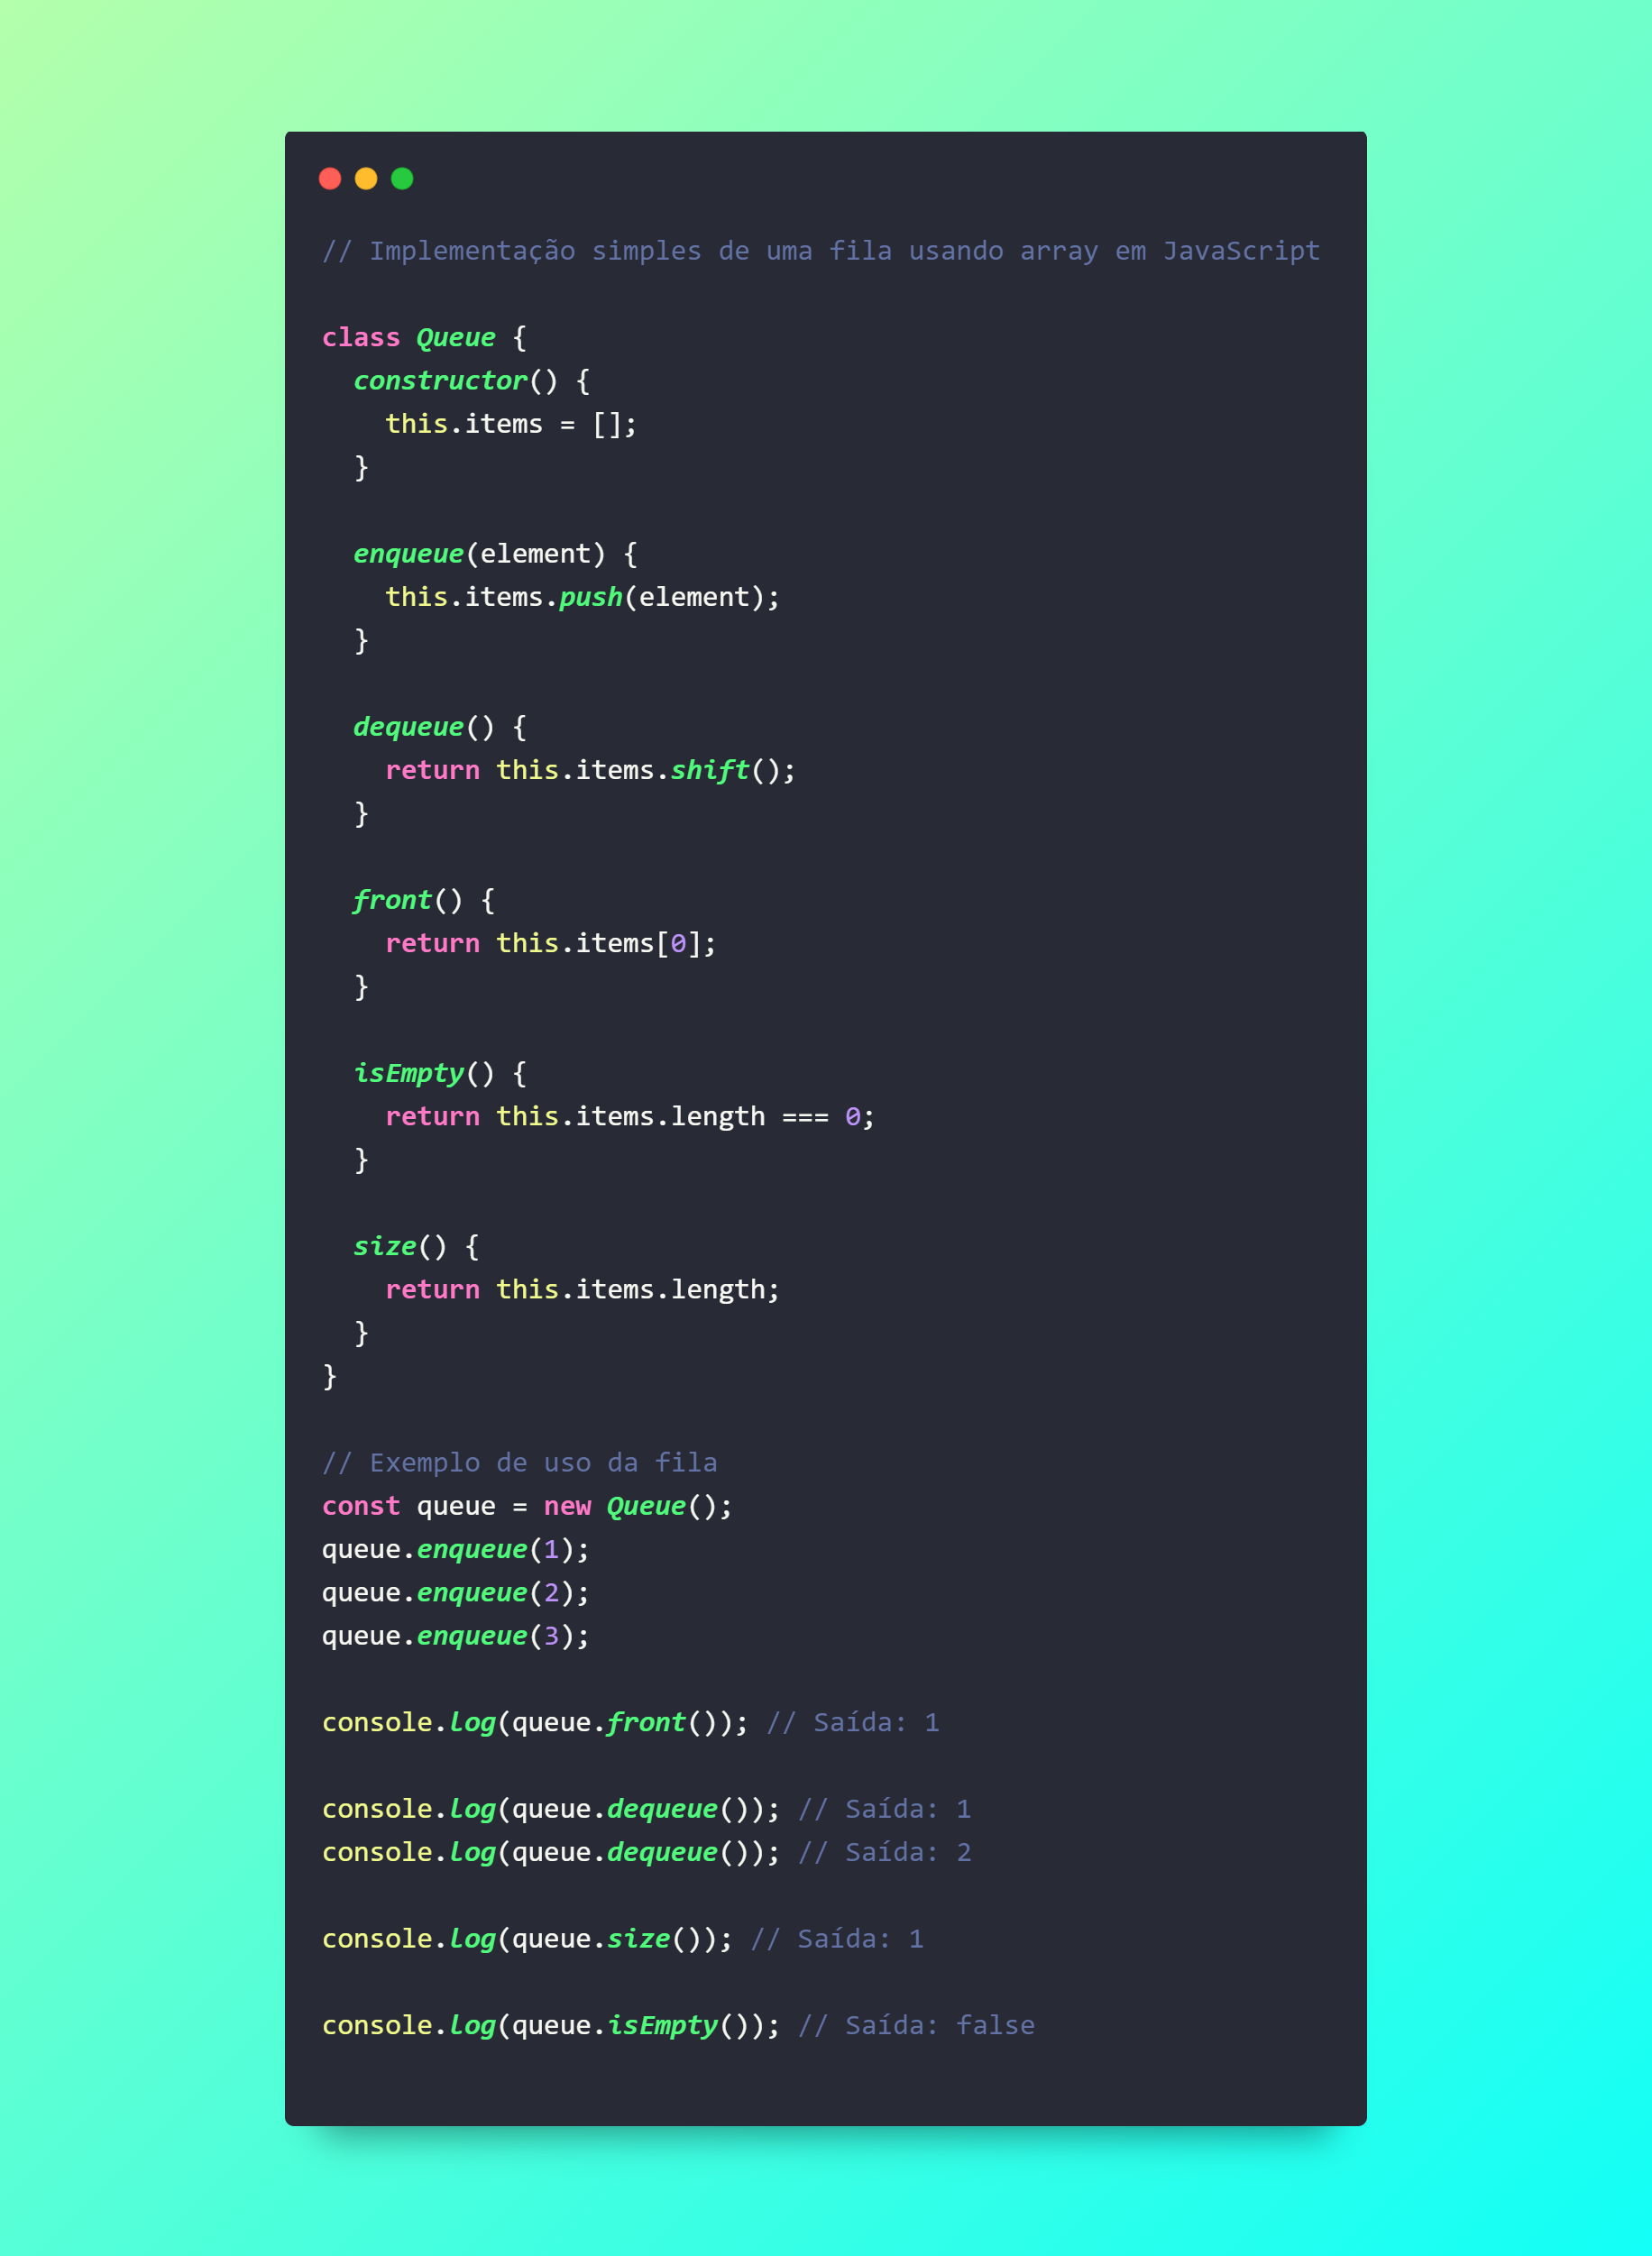 // Implementação simples de uma fila usando array em JavaScript
class Queue {
  constructor() {
    this.items = [];
  }
  enqueue(element) {
    this.items.push(element);
  }
  dequeue() {
    return this.items.shift();
  }
  front() {
    return this.items[0];
  }
  isEmpty() {
    return this.items.length === 0;
  }
  size() {
    return this.items.length;
  }
}
// Exemplo de uso da fila
const queue = new Queue();
queue.enqueue(1);
queue.enqueue(2);
queue.enqueue(3);
console.log(queue.front()); // Saída: 1
console.log(queue.dequeue()); // Saída: 1
console.log(queue.dequeue()); // Saída: 2
console.log(queue.size()); // Saída: 1
console.log(queue.isEmpty()); // Saída: false